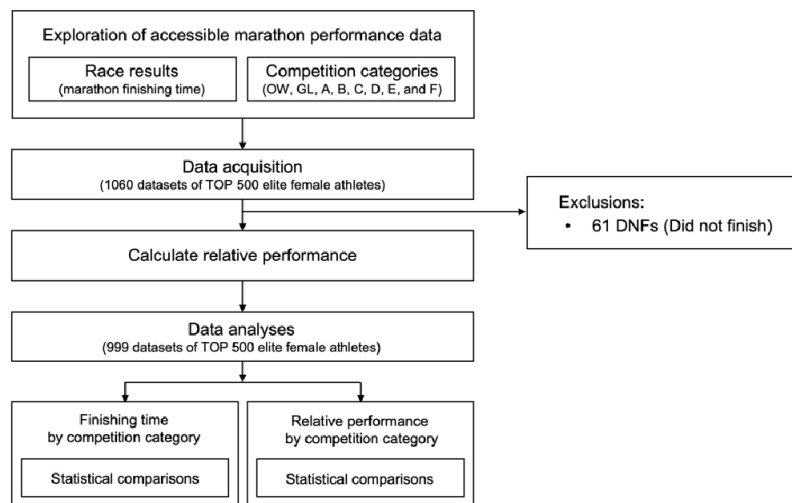 Exploration of accessible marathon performance data
Race results
(marathon finishing time)
Competition categories
(OW, GL, A, B, C, D, E, and F)
Data acquisition
(1060 datasets of TOP 500 elite female athletes)
Exclusions:
• 61 DNFs (Did not finish)
Calculate relative performance
Data analyses
(999 datasets of TOP 500 elite female athletes)
Finishing time
by competition category
Statistical comparisons
Relative performance
by competition category
Statistical comparisons